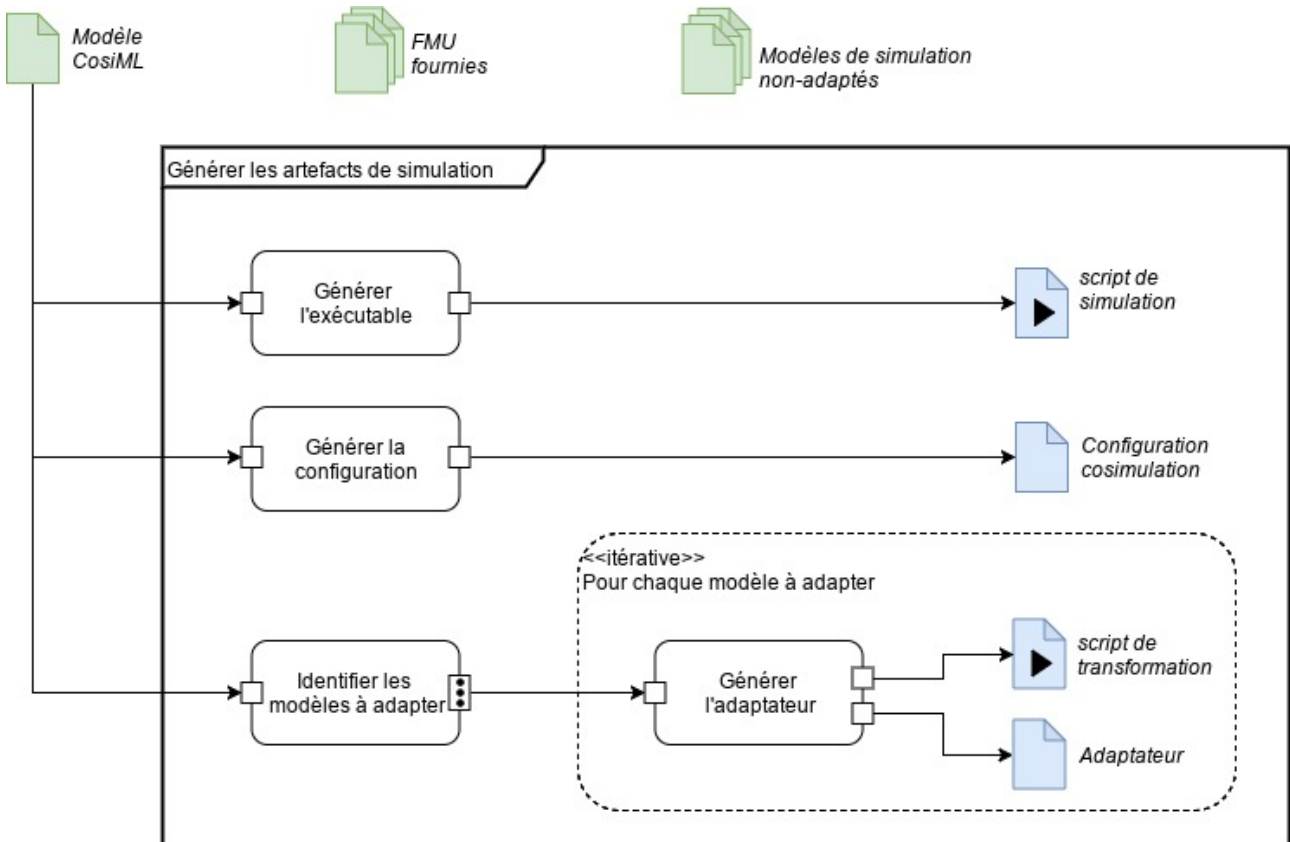 Modèle
CosiML
FMU
fournies
Modèles de simulation
non-adaptés
Générer les artefacts de simulation
Générer
l'exécutable
script de
simulation
Générer la
configuration
Configuration
cosimulation
<<itérative>>
Pour chaque modèle à adapter
Identifier les
modèles à adapter
Générer
l'adaptateur
script de
transformation
Adaptateur